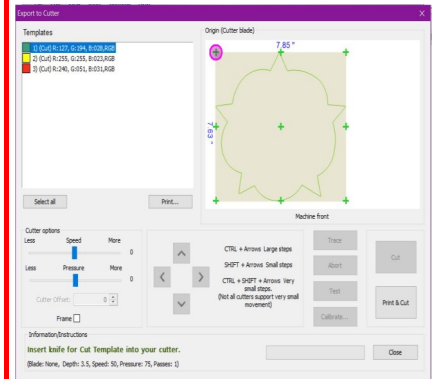 Export to Cutter
X
Templates
Origin (Cutter blade)
1) (Cut) R:127, G:194, B:028,RGB
2) (Cut) R:255, G:255, B:023,RGB
3) (Cut) R:240, G:051, B:031,RGB
7.85 "
7.63 "
Select all
Print...
Machine front
Cutter options
Less Speed More
0
Less Pressure More
0
Cutter Offset: 0
Frame
CTRL + Arrows Large steps
SHIFT + Arrows Small steps
CTRL + SHIFT + Arrows Very
small steps.
(Not all cutters support very small
movement)
Trace
Abort
Test
Calibrate...
Cut
Print & Cut
Information/Instructions
Insert knife for Cut Template into your cutter.
(Blade: None, Depth: 3.5, Speed: 50, Pressure: 75, Passes: 1)
Close